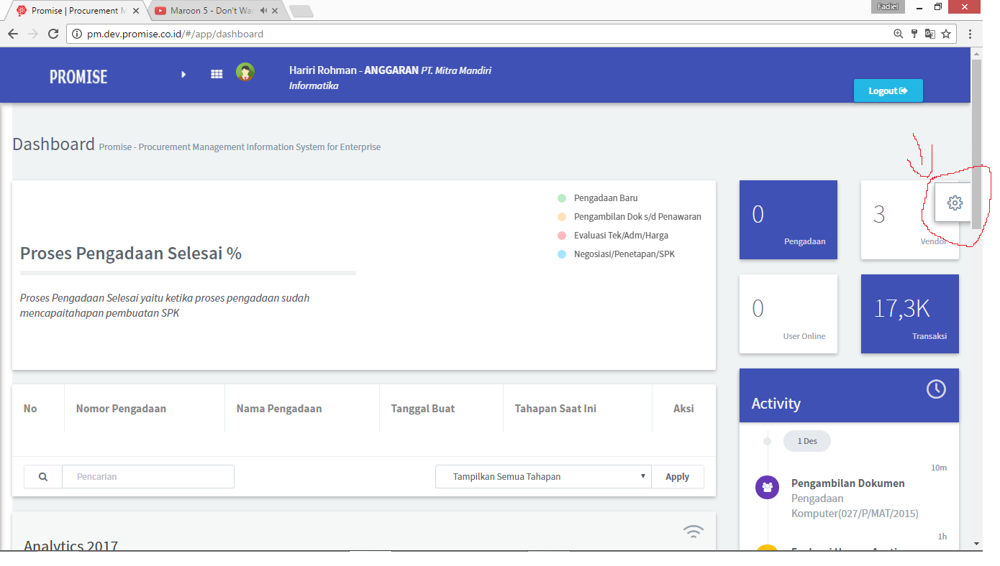 Promise | Procurement M
Maroon 5 - Don't Wa
Fadiel
pm.dev.promise.co.id/#/app/dashboard
PROMISE
Hariri Rohman - ANGGARAN PT. Mitra Mandiri
Informatika
Logout
Dashboard Promise - Procurement Management Information System for Enterprise
Pengadaan Baru
Pengambilan Dok s/d Penawaran
Evaluasi Tek/Adm/Harga
Negosiasi/Penetapan/SPK
Proses Pengadaan Selesai %
Proses Pengadaan Selesai yaitu ketika proses pengadaan sudah
mencapaitahapan pembuatan SPK
0
Pengadaan
3
Vendor
0
User Online
17,3K
Transaksi
No Nomor Pengadaan Nama Pengadaan Tanggal Buat Tahapan Saat Ini Aksi
Pencarian
Tampilkan Semua Tahapan
Apply
Activity
1 Des
10m
Pengambilan Dokumen
Pengadaan
Komputer(027/P/MAT/2015)
1h
Analytics 2017